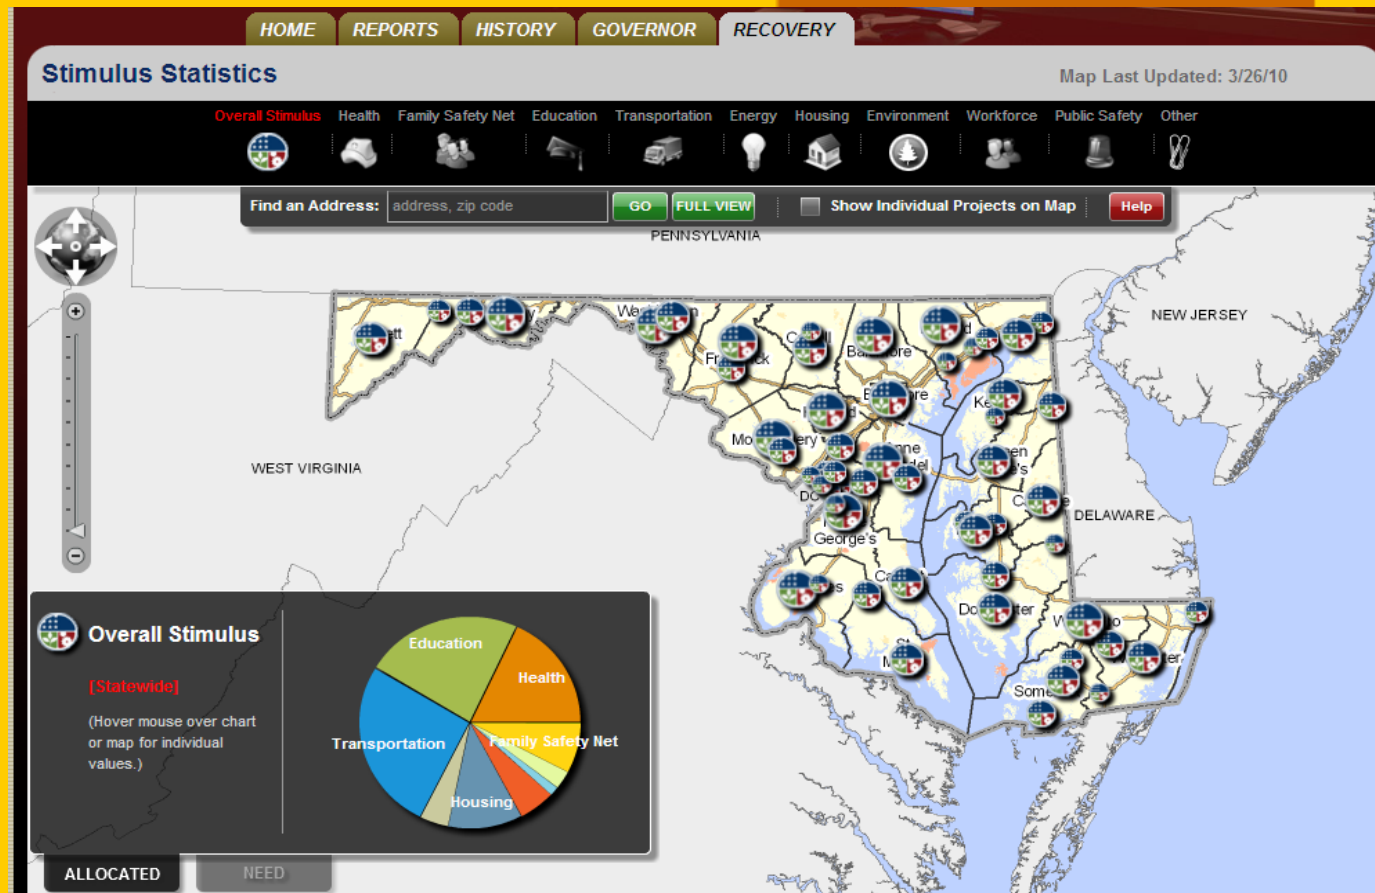 HOME REPORTS HISTORY GOVERNOR RECOVERY
Stimulus Statistics
Map Last Updated: 3/26/10
Overall Stimulus Health Family Safety Net Education Transportation Energy Housing Environment Workforce Public Safety Other
Find an Address: address, zip code GO FULL VIEW Show Individual Projects on Map Help
PENNSYLVANIA
NEW JERSEY
WEST VIRGINIA
DELAWARE
George's
Overall Stimulus
[Statewide]
(Hover mouse over chart
or map for individual
values.)
Education
Health
Transportation
Family Safety Net
Housing
ALLOCATED NEED